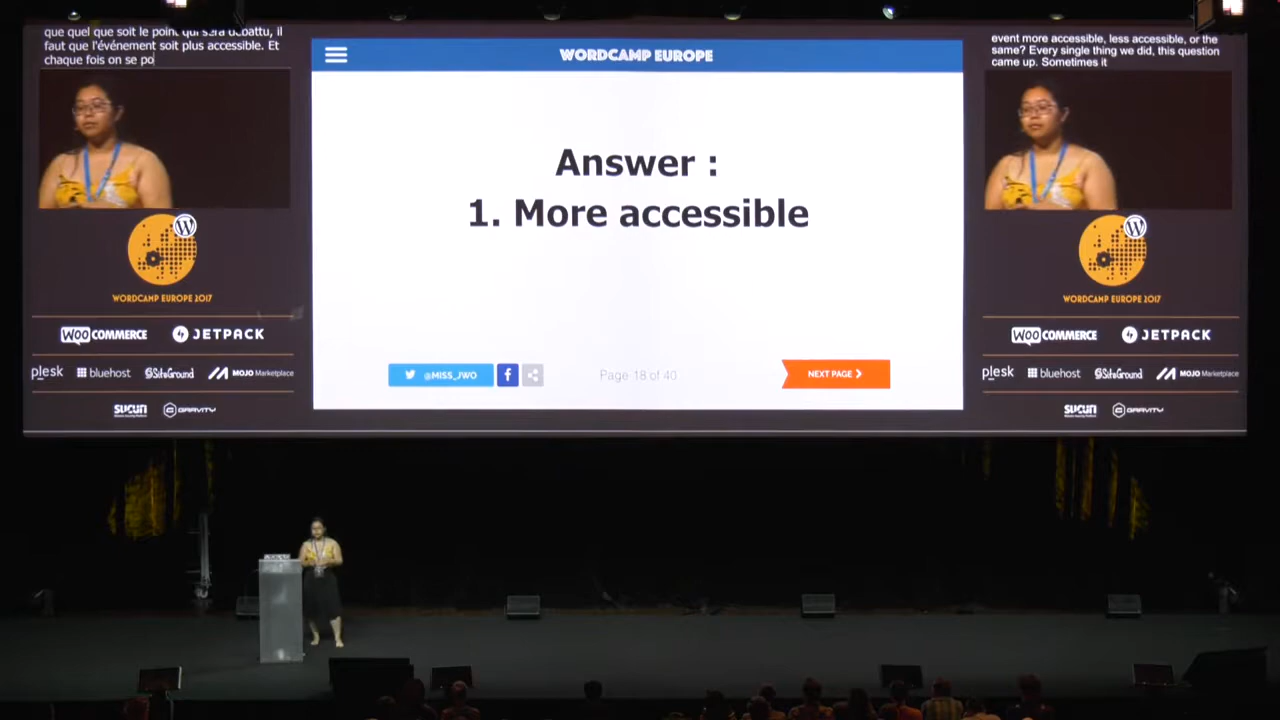 que quel que soit le point qui sera débattu, il
faut que l'événement soit plus accessible. Et
chaque fois on se po
WORDCAMP EUROPE 2017
WOO COMMERCE
JETPACK
plesk
bluehost
SiteGround
MOJO Marketplace
SUCURI
GRAVITY
WORDCAMP EUROPE
Answer :
1. More accessible
@MISS_JWO
Page 18 of 40
NEXT PAGE
event more accessible, less accessible, or the
same? Every single thing we did, this question
came up. Sometimes it
WORDCAMP EUROPE 2017
WOO COMMERCE
JETPACK
plesk
bluehost
SiteGround
MOJO Marketplace
SUCURI
GRAVITY